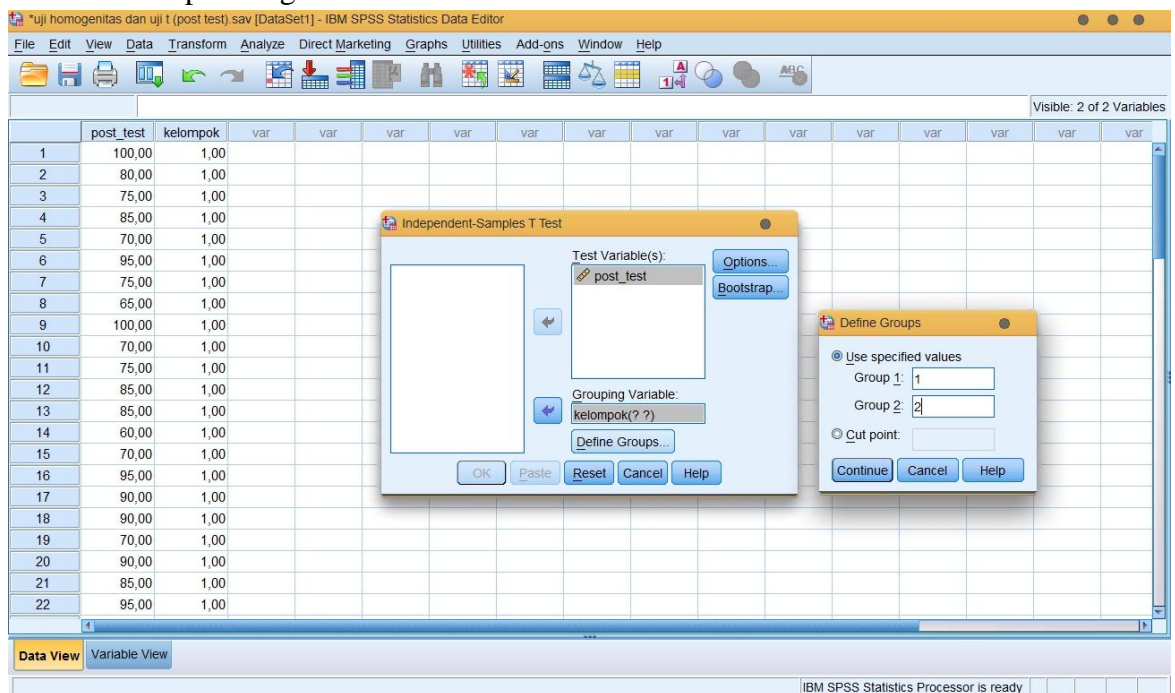 *uji homogenitas dan uji t (post test).sav [DataSet1] - IBM SPSS Statistics Data Editor
File Edit View Data Transform Analyze Direct Marketing Graphs Utilities Add-ons Window Help
Visible: 2 of 2 Variables
post_test kelompok var var var var var var var var var var var var var
1 100,00 1,00
2 80,00 1,00
3 75,00 1,00
4 85,00 1,00
5 70,00 1,00
6 95,00 1,00
7 75,00 1,00
8 65,00 1,00
9 100,00 1,00
10 70,00 1,00
11 75,00 1,00
12 85,00 1,00
13 85,00 1,00
14 60,00 1,00
15 70,00 1,00
16 95,00 1,00
17 90,00 1,00
18 90,00 1,00
19 70,00 1,00
20 90,00 1,00
21 85,00 1,00
22 95,00 1,00
Independent-Samples T Test
Test Variable(s):
post_test
Options...
Bootstrap...
Grouping Variable:
kelompok(? ?)
Define Groups...
OK Paste Reset Cancel Help
Define Groups
Use specified values
Group 1: 1
Group 2: 2
Cut point:
Continue Cancel Help
Data View Variable View
IBM SPSS Statistics Processor is ready